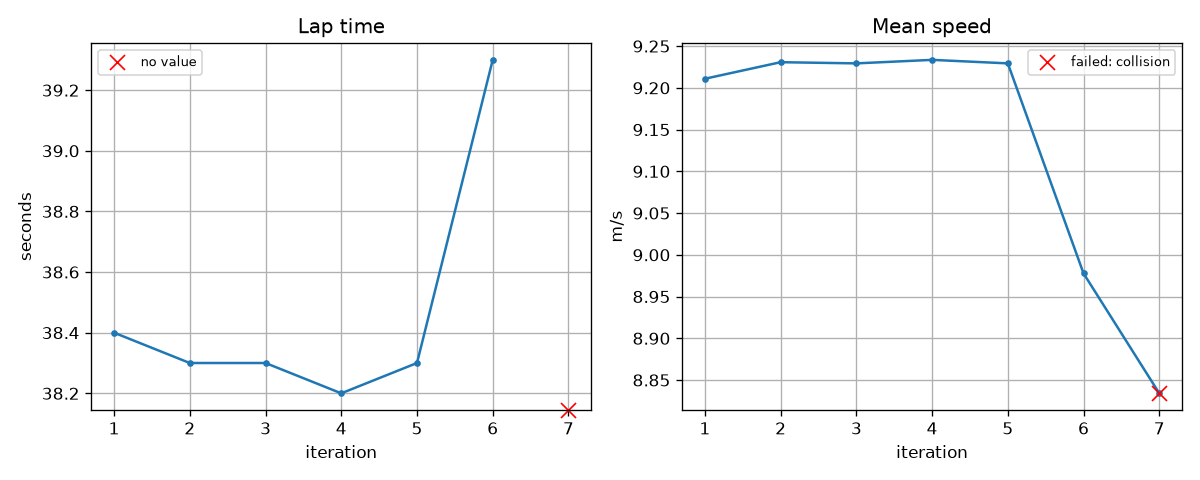 Lap time
no value
39.2
39.0
38.8
38.6
38.4
38.2
seconds
1 2 3 4 5 6 7
iteration
Mean speed
failed: collision
9.25
9.20
9.15
9.10
9.05
9.00
8.95
8.90
8.85
m/s
1 2 3 4 5 6 7
iteration